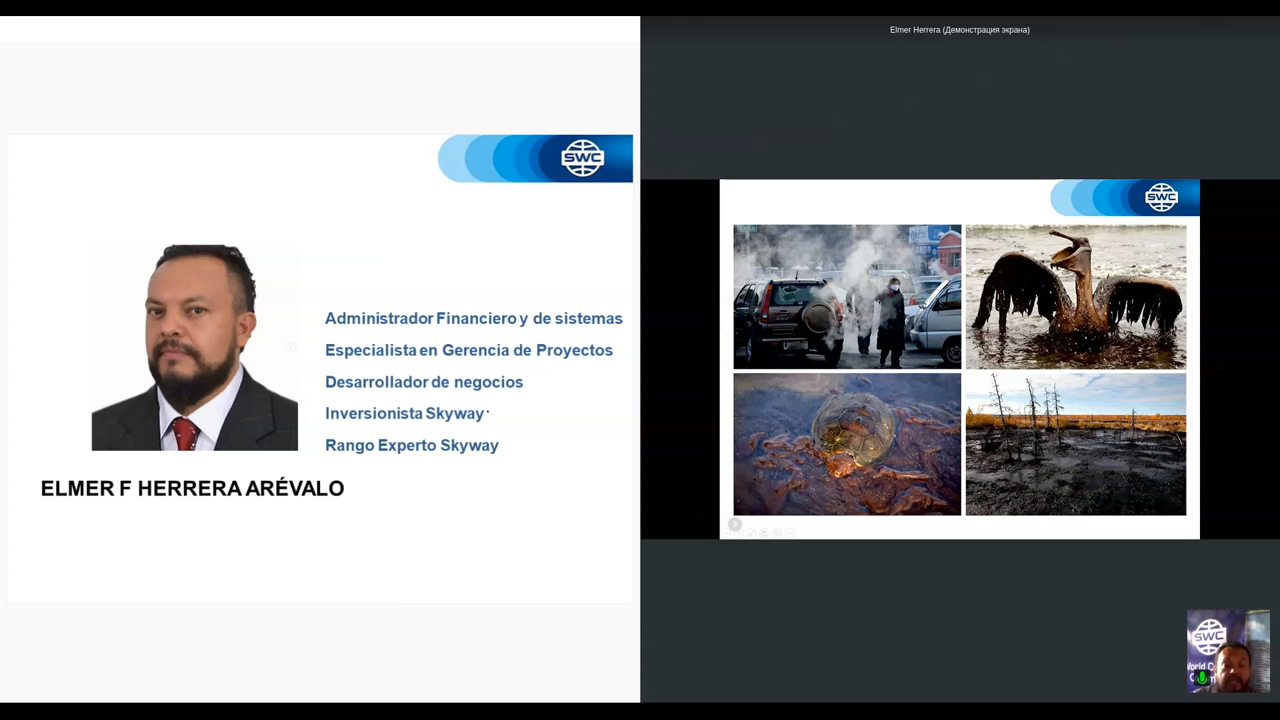 SWC
Administrador Financiero y de sistemas
Especialista en Gerencia de Proyectos
Desarrollador de negocios
Inversionista Skyway
Rango Experto Skyway
ELMER F HERRERA ARÉVALO
Elmer Herrera (Демонстрация экрана)
SWC
SWC